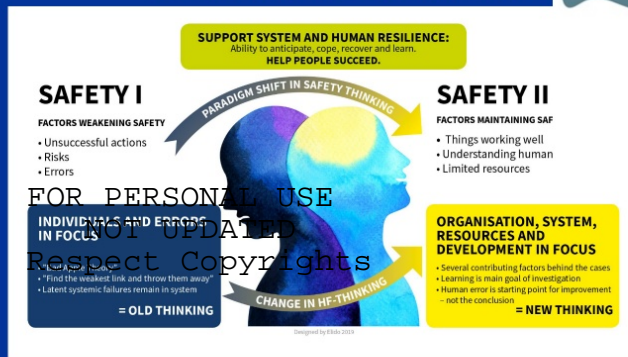 SUPPORT SYSTEM AND HUMAN RESILIENCE:
Ability to anticipate, cope, recover and learn.
HELP PEOPLE SUCCEED.
PARADIGM SHIFT IN SAFETY THINKING
SAFETY I
FACTORS WEAKENING SAFETY
• Unsuccessful actions
• Risks
• Errors
SAFETY II
FACTORS MAINTAINING SAF
• Things working well
• Understanding human
• Limited resources
FOR PERSONAL USE
NOT UPDATED
Respect Copyrights
INDIVIDUALS AND ERRORS
IN FOCUS
• "Find the weakest link and throw them away"
• Latent systemic failures remain in system
= OLD THINKING
CHANGE IN HF-THINKING
ORGANISATION, SYSTEM,
RESOURCES AND
DEVELOPMENT IN FOCUS
• Several contributing factors behind the cases
• Learning is main goal of investigation
• Human error is starting point for improvement
– not the conclusion
= NEW THINKING
Designed by 2019